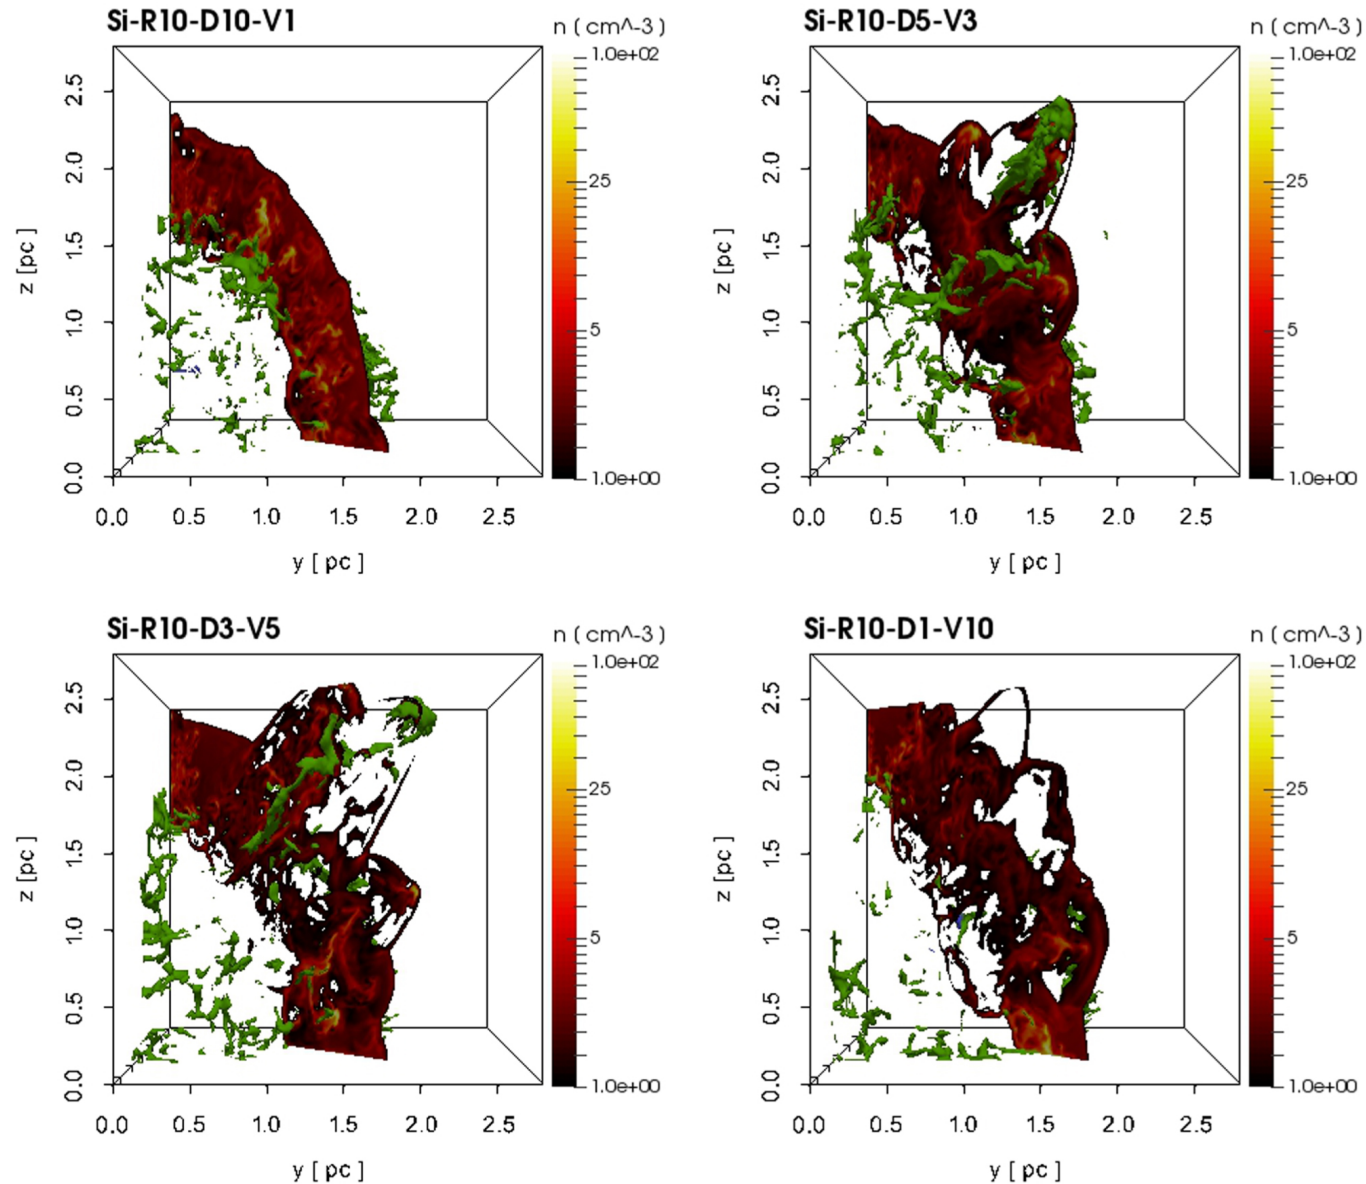 Si-R10-D10-V1
n ( cm^-3 )
1.0e+02
25
5
1.0e+00
z [pc ]
2.5
2.0
1.5
1.0
0.5
0.0
0.0 0.5 1.0 1.5 2.0 2.5
y [ pc ]
Si-R10-D5-V3
n ( cm^-3 )
1.0e+02
25
5
1.0e+00
z [pc ]
2.5
2.0
1.5
1.0
0.5
0.0
0.0 0.5 1.0 1.5 2.0 2.5
y [ pc ]
Si-R10-D3-V5
n ( cm^-3 )
1.0e+02
25
5
1.0e+00
z [pc ]
2.5
2.0
1.5
1.0
0.5
0.0
0.0 0.5 1.0 1.5 2.0 2.5
y [ pc ]
Si-R10-D1-V10
n ( cm^-3 )
1.0e+02
25
5
1.0e+00
z [pc ]
2.5
2.0
1.5
1.0
0.5
0.0
0.0 0.5 1.0 1.5 2.0 2.5
y [ pc ]